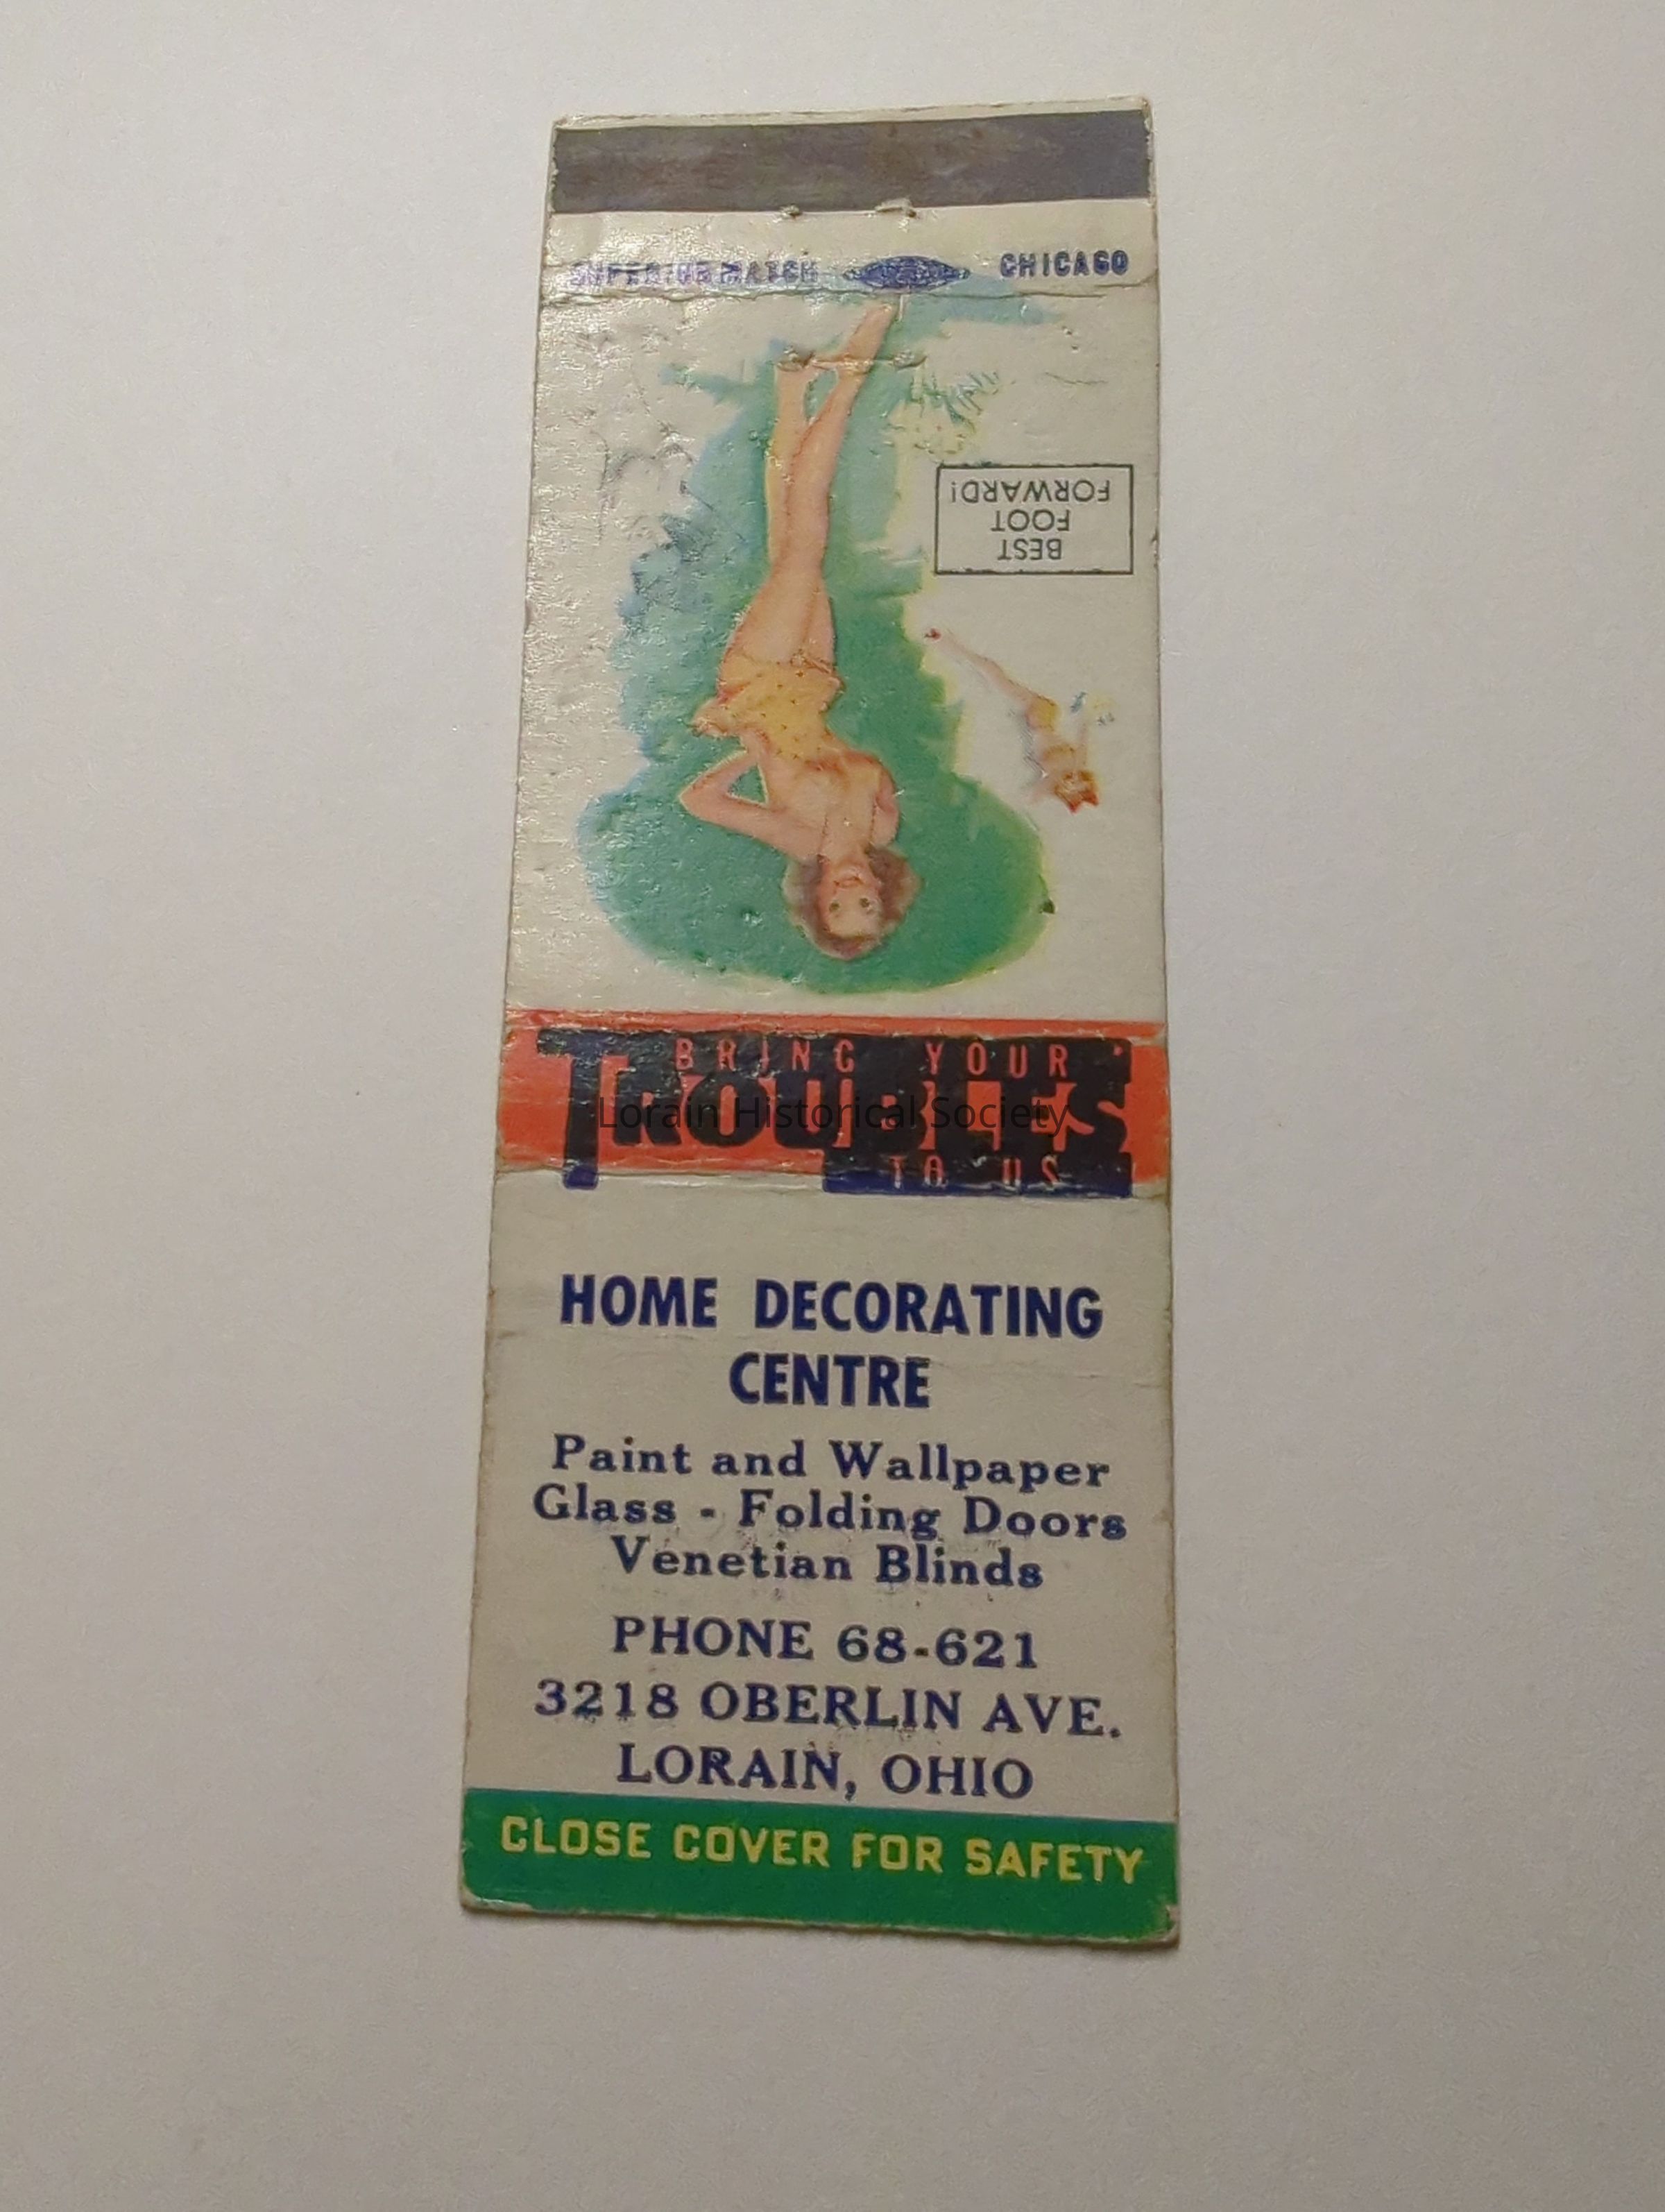 SUPERIOR MATCH CHICAGO
BEST
FOOT
FORWARD!
BRING YOUR
TROUBLES
TO US
Lorain Historical Society
HOME DECORATING
CENTRE
Paint and Wallpaper
Glass - Folding Doors
Venetian Blinds
PHONE 68-621
3218 OBERLIN AVE.
LORAIN, OHIO
CLOSE COVER FOR SAFETY